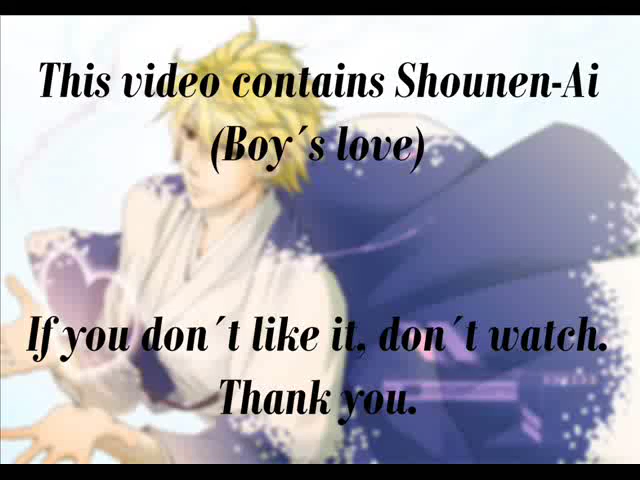 This video contains Shounen-Ai
(Boy´s love)
If you don´t like it, don´t watch.
Thank you.